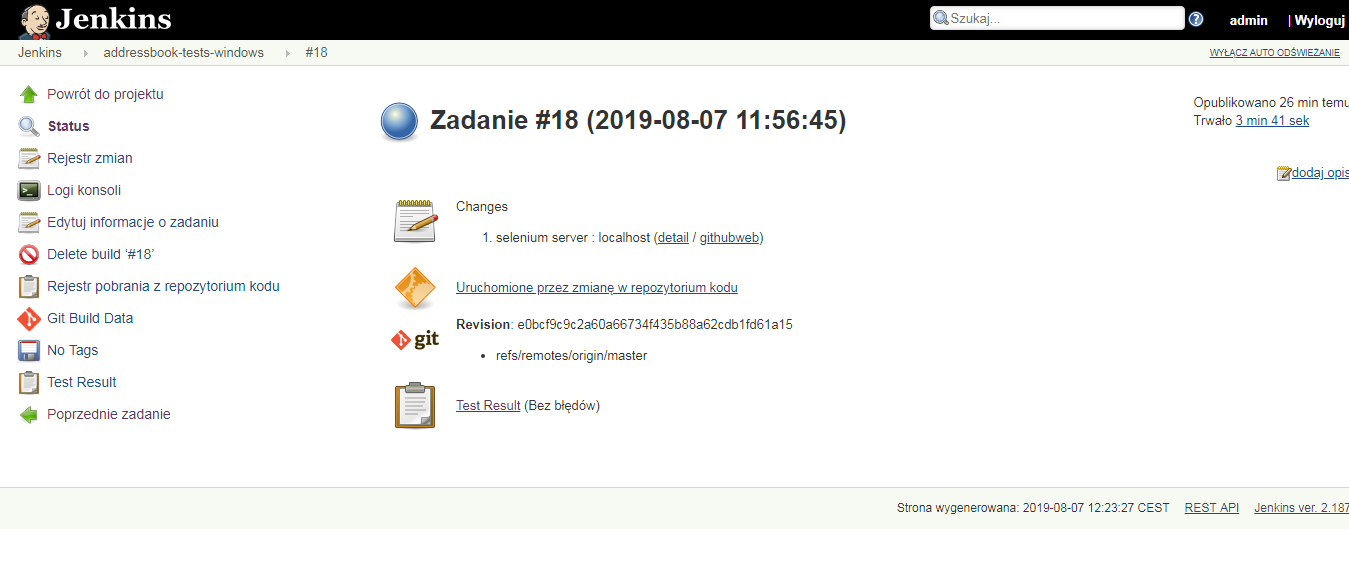 Jenkins
Szukaj...
admin
| Wyloguj
Jenkins
addressbook-tests-windows
#18
WYŁĄCZ AUTO ODŚWIEŻANIE
Powrót do projektu
Status
Rejestr zmian
Logi konsoli
Edytuj informacje o zadaniu
Delete build ‘#18’
Rejestr pobrania z repozytorium kodu
Git Build Data
No Tags
Test Result
Poprzednie zadanie
Zadanie #18 (2019-08-07 11:56:45)
Opublikowano 26 min temu
Trwało 3 min 41 sek
dodaj opis
Changes
1. selenium server : localhost (detail / githubweb)
Uruchomione przez zmianę w repozytorium kodu
git
Revision: e0bcf9c9c2a60a66734f435b88a62cdb1fd61a15
• refs/remotes/origin/master
Test Result (Bez błędów)
Strona wygenerowana: 2019-08-07 12:23:27 CEST
REST API
Jenkins ver. 2.187